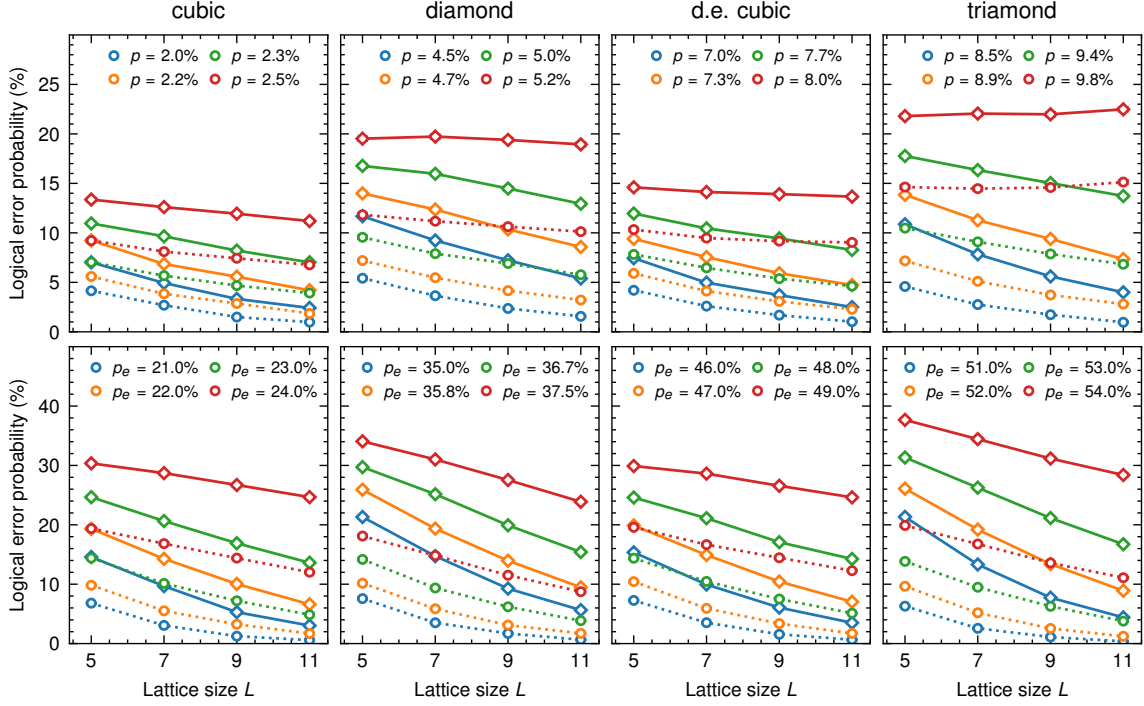 cubic
diamond
d.e. cubic
triamond
Logical error probability (%)
0
5
10
15
20
25
p = 2.0%
p = 2.3%
p = 2.2%
p = 2.5%
p = 4.5%
p = 5.0%
p = 4.7%
p = 5.2%
p = 7.0%
p = 7.7%
p = 7.3%
p = 8.0%
p = 8.5%
p = 9.4%
p = 8.9%
p = 9.8%
Logical error probability (%)
0
10
20
30
40
pe = 21.0%
pe = 23.0%
pe = 22.0%
pe = 24.0%
pe = 35.0%
pe = 36.7%
pe = 35.8%
pe = 37.5%
pe = 46.0%
pe = 48.0%
pe = 47.0%
pe = 49.0%
pe = 51.0%
pe = 53.0%
pe = 52.0%
pe = 54.0%
5 7 9 11
5 7 9 11
5 7 9 11
5 7 9 11
Lattice size L
Lattice size L
Lattice size L
Lattice size L